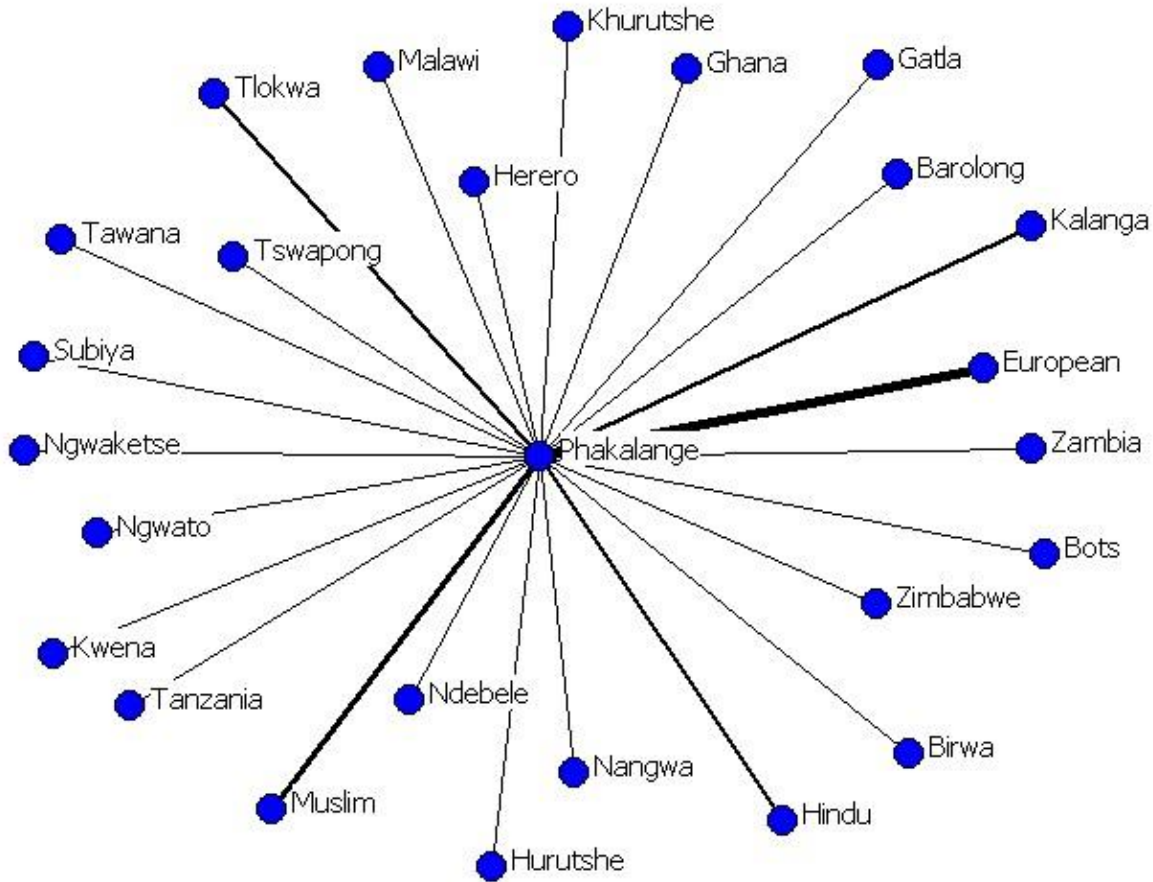 Khurutshe
Malawi
Ghana
Gatla
Tlokwa
Herero
Barolong
Kalanga
Tawana
Tswapong
Subiya
European
Ngwaketse
Phakalange
Zambia
Ngwato
Bots
Zimbabwe
Kwena
Tanzania
Ndebele
Birwa
Nangwa
Muslim
Hindu
Hurutshe